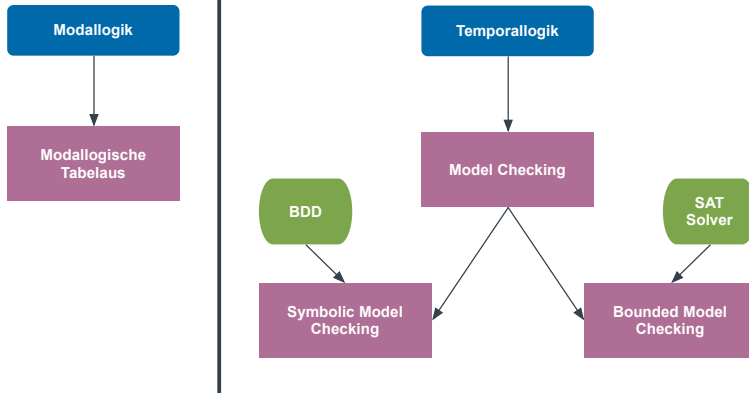 Modallogik
Modallogische
Tabelaus
Temporallogik
Model Checking
BDD
SAT
Solver
Symbolic Model
Checking
Bounded Model
Checking